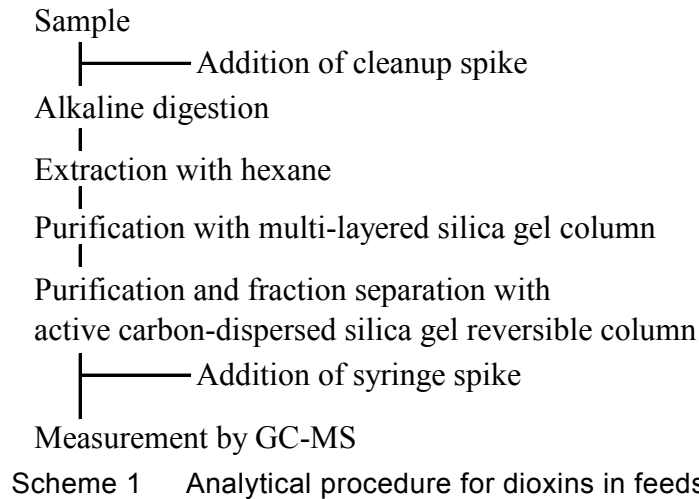 Sample
Addition of cleanup spike
Alkaline digestion
Extraction with hexane
Purification with multi-layered silica gel column
Purification and fraction separation with
active carbon-dispersed silica gel reversible column
Addition of syringe spike
Measurement by GC-MS
Scheme 1 Analytical procedure for dioxins in feeds